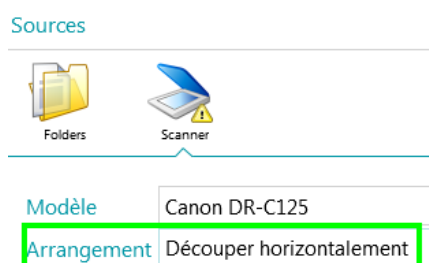 Sources
Folders Scanner
Modèle Canon DR-C125
Arrangement Découper horizontalement